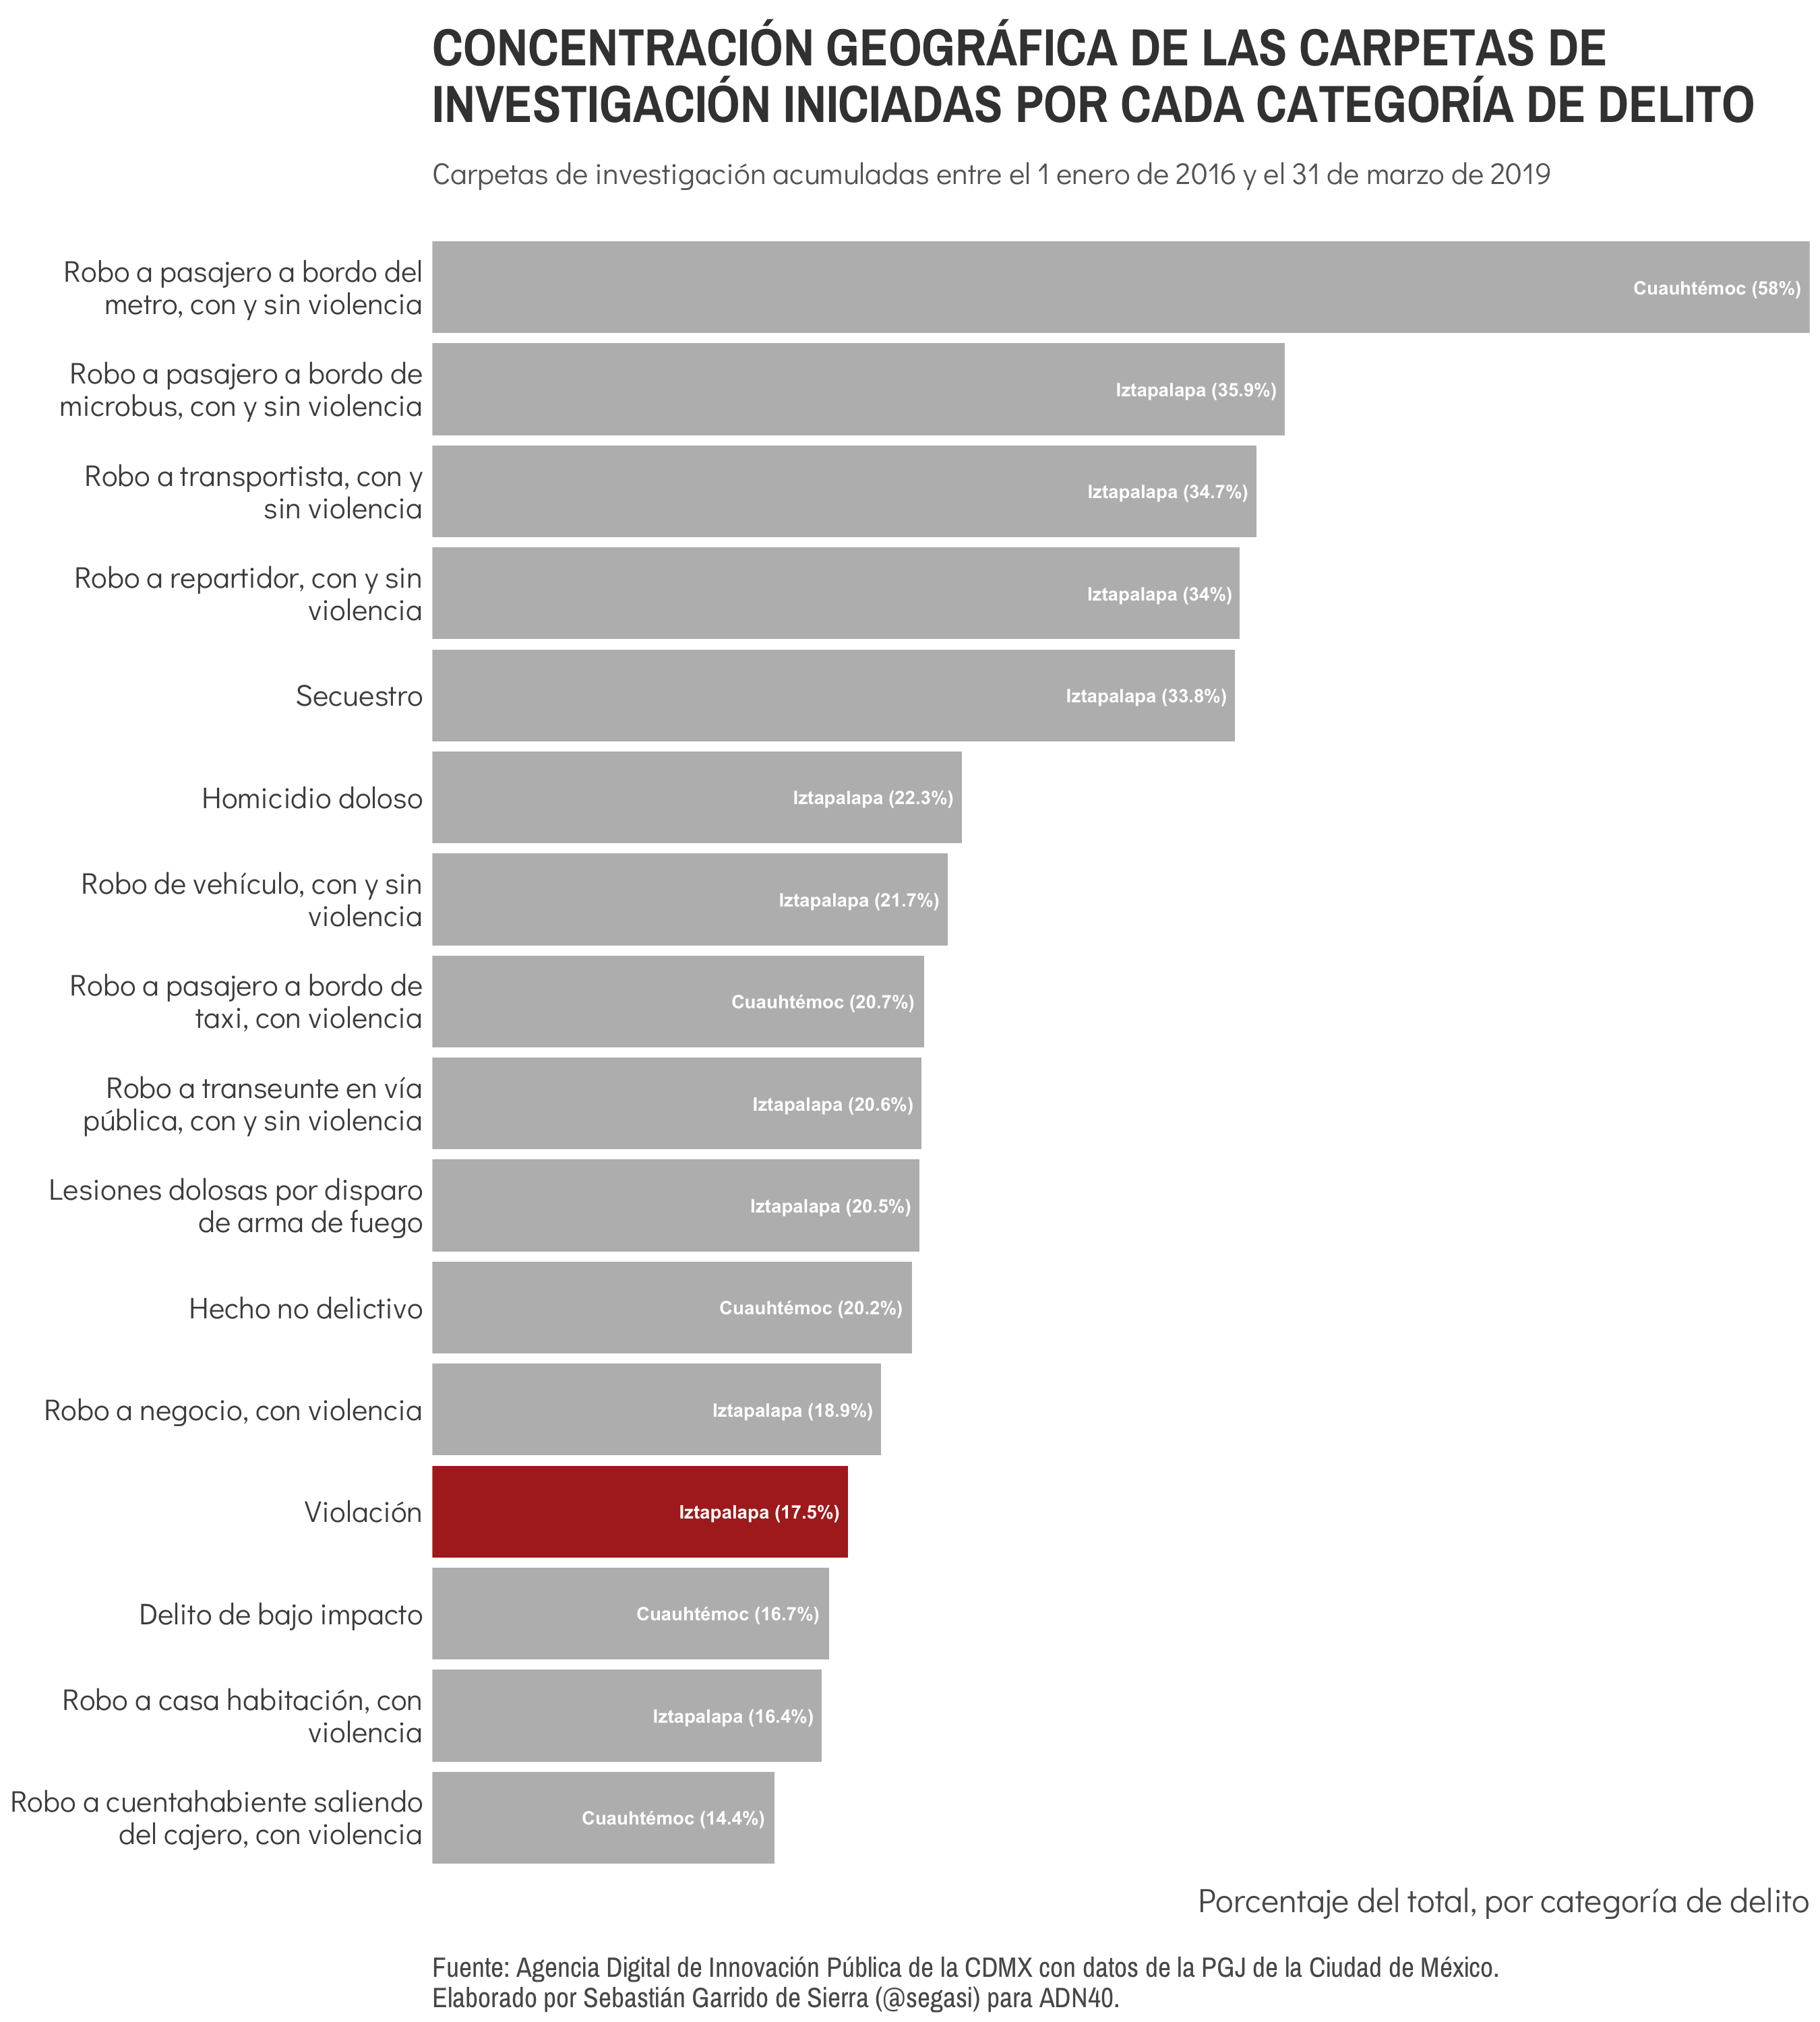 CONCENTRACIÓN GEOGRÁFICA DE LAS CARPETAS DE
INVESTIGACIÓN INICIADAS POR CADA CATEGORÍA DE DELITO
Carpetas de investigación acumuladas entre el 1 enero de 2016 y el 31 de marzo de 2019
Robo a pasajero a bordo del
metro, con y sin violencia
Cuauhtémoc (58%)
Robo a pasajero a bordo de
microbus, con y sin violencia
Iztapalapa (35.9%)
Robo a transportista, con y
sin violencia
Iztapalapa (34.7%)
Robo a repartidor, con y sin
violencia
Iztapalapa (34%)
Secuestro
Iztapalapa (33.8%)
Homicidio doloso
Iztapalapa (22.3%)
Robo de vehículo, con y sin
violencia
Iztapalapa (21.7%)
Robo a pasajero a bordo de
taxi, con violencia
Cuauhtémoc (20.7%)
Robo a transeunte en vía
pública, con y sin violencia
Iztapalapa (20.6%)
Lesiones dolosas por disparo
de arma de fuego
Iztapalapa (20.5%)
Hecho no delictivo
Cuauhtémoc (20.2%)
Robo a negocio, con violencia
Iztapalapa (18.9%)
Violación
Iztapalapa (17.5%)
Delito de bajo impacto
Cuauhtémoc (16.7%)
Robo a casa habitación, con
violencia
Iztapalapa (16.4%)
Robo a cuentahabiente saliendo
del cajero, con violencia
Cuauhtémoc (14.4%)
Porcentaje del total, por categoría de delito
Fuente: Agencia Digital de Innovación Pública de la CDMX con datos de la PGJ de la Ciudad de México.
Elaborado por Sebastián Garrido de Sierra (@segasi) para ADN40.